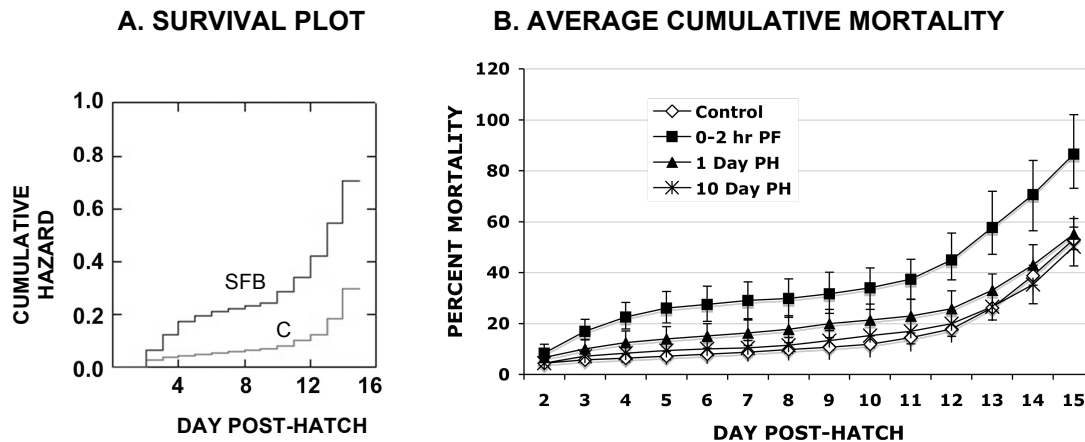 A. SURVIVAL PLOT
1.0
0.8
0.6
0.4
0.2
0.0
CUMULATIVE
HAZARD
SFB
C
4 8 12 16
DAY POST-HATCH
B. AVERAGE CUMULATIVE MORTALITY
120
100
80
60
40
20
0
PERCENT MORTALITY
Control
0-2 hr PF
1 Day PH
10 Day PH
2 3 4 5 6 7 8 9 10 11 12 13 14 15
DAY POST-HATCH